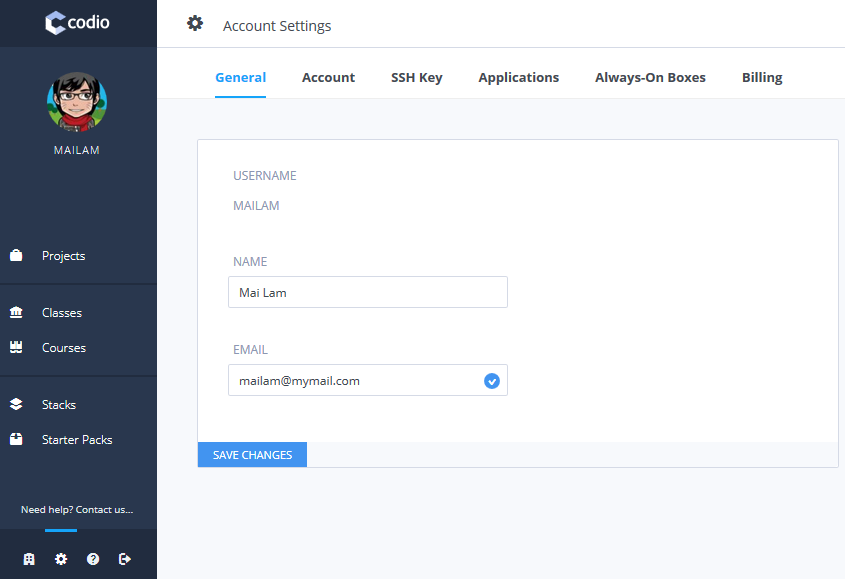 codio
MAILAM
Projects
Classes
Courses
Stacks
Starter Packs
Need help? Contact us...
Account Settings
General Account SSH Key Applications Always-On Boxes Billing
USERNAME
MAILAM
NAME
Mai Lam
EMAIL
mailam@mymail.com
SAVE CHANGES